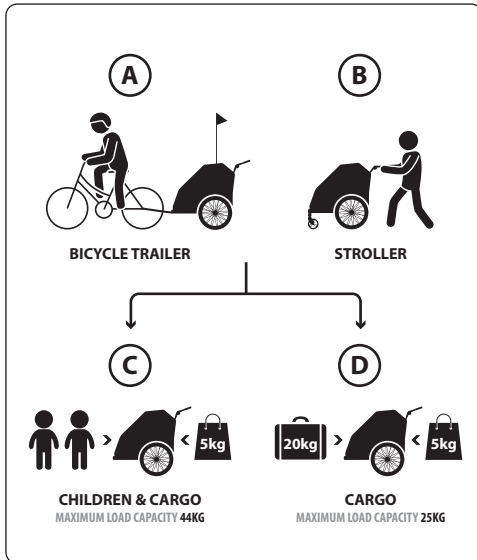 A
B
BICYCLE TRAILER
STROLLER
C
D
5kg
20kg
5kg
CHILDREN & CARGO
MAXIMUM LOAD CAPACITY 44KG
CARGO
MAXIMUM LOAD CAPACITY 25KG